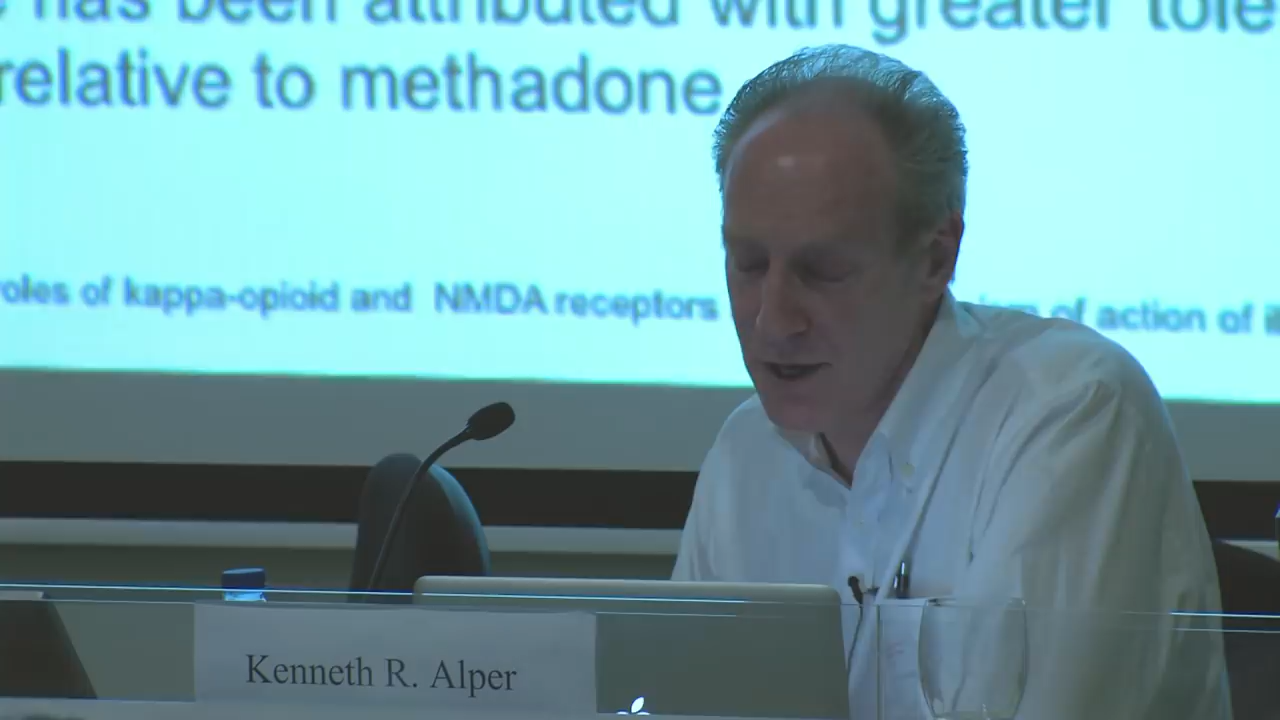 has been attributed with greater
relative to methadone
roles of kappa-opioid and NMDA receptors of action of
Kenneth R. Alper